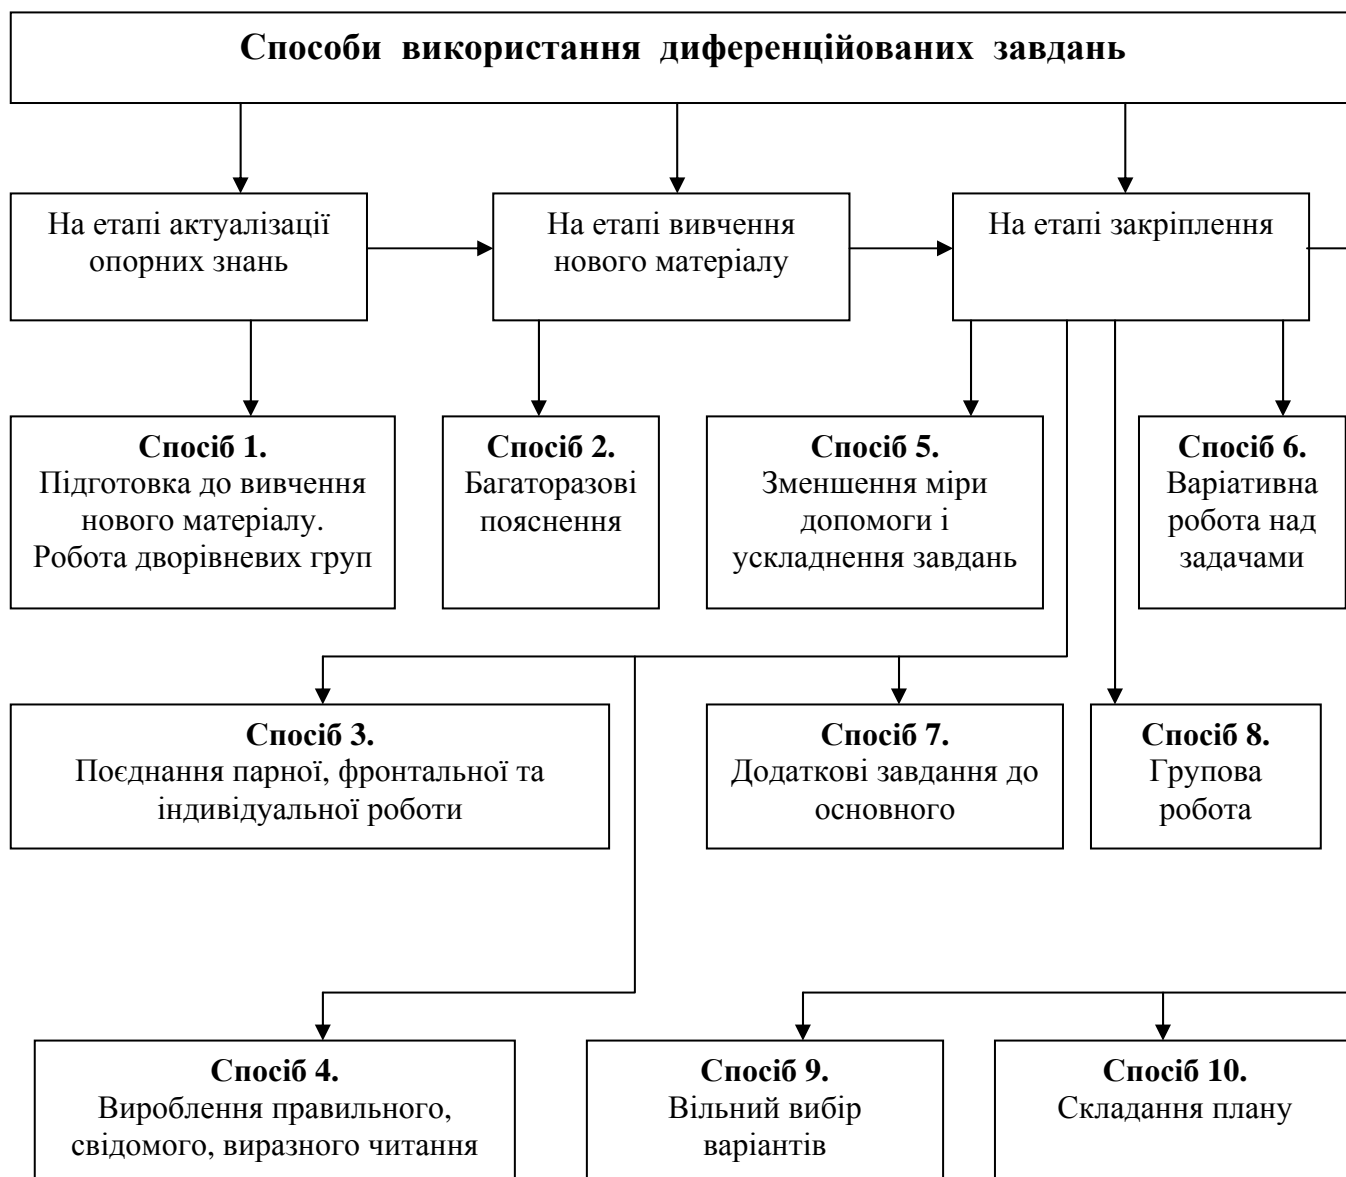 Способи використання диференційованих завдань
На етапі актуалізації
опорних знань
На етапі вивчення
нового матеріалу
На етапі закріплення
Спосіб 1.
Підготовка до вивчення
нового матеріалу.
Робота дворівневих груп
Спосіб 2.
Багаторазові
пояснення
Спосіб 5.
Зменшення міри
допомоги і
ускладнення завдань
Спосіб 6.
Варіативна
робота над
задачами
Спосіб 3.
Поєднання парної, фронтальної та
індивідуальної роботи
Спосіб 7.
Додаткові завдання до
основного
Спосіб 8.
Групова
робота
Спосіб 4.
Вироблення правильного,
свідомого, виразного читання
Спосіб 9.
Вільний вибір
варіантів
Спосіб 10.
Складання плану